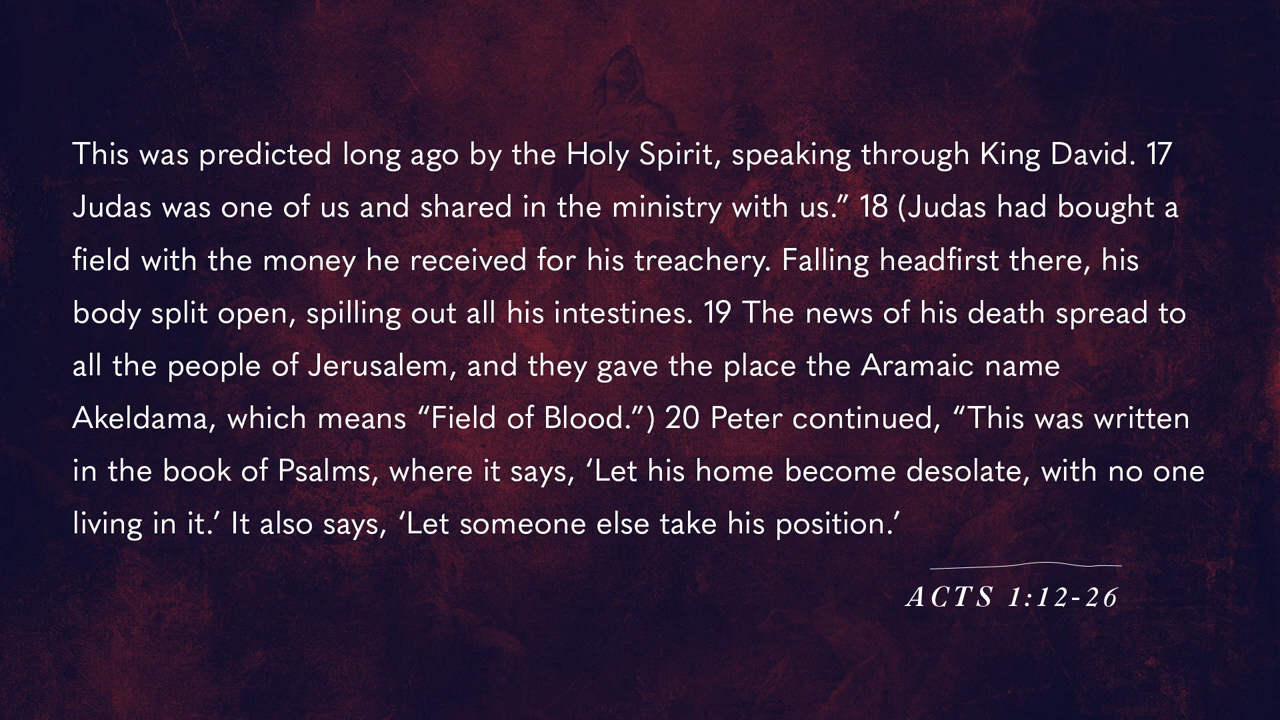 This was predicted long ago by the Holy Spirit, speaking through King David. 17
Judas was one of us and shared in the ministry with us.” 18 (Judas had bought a
field with the money he received for his treachery. Falling headfirst there, his
body split open, spilling out all his intestines. 19 The news of his death spread to
all the people of Jerusalem, and they gave the place the Aramaic name
Akeldama, which means “Field of Blood.”) 20 Peter continued, “This was written
in the book of Psalms, where it says, ‘Let his home become desolate, with no one
living in it.’ It also says, ‘Let someone else take his position.’
ACTS 1:12-26